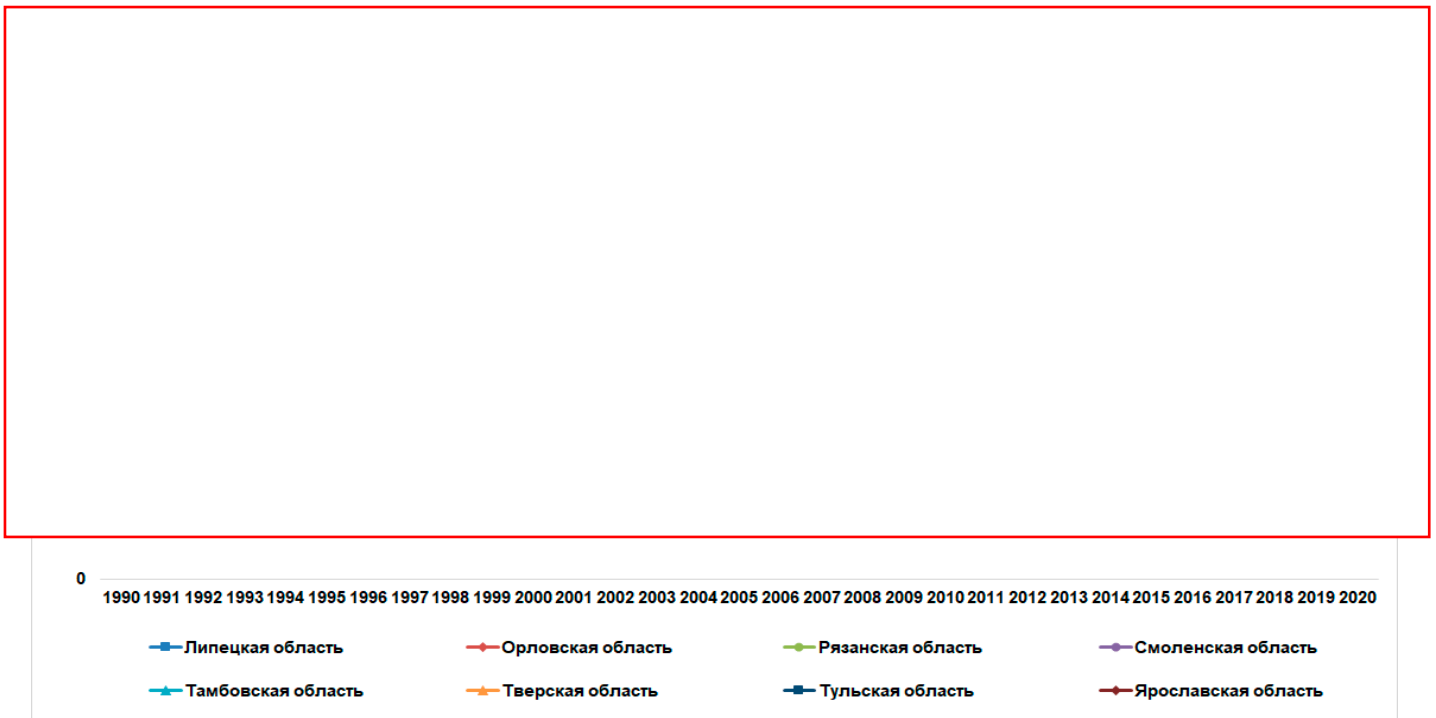 0
1990 1991 1992 1993 1994 1995 1996 1997 1998 1999 2000 2001 2002 2003 2004 2005 2006 2007 2008 2009 2010 2011 2012 2013 2014 2015 2016 2017 2018 2019 2020
Липецкая область Орловская область Рязанская область Смоленская область
Тамбовская область Тверская область Тульская область Ярославская область